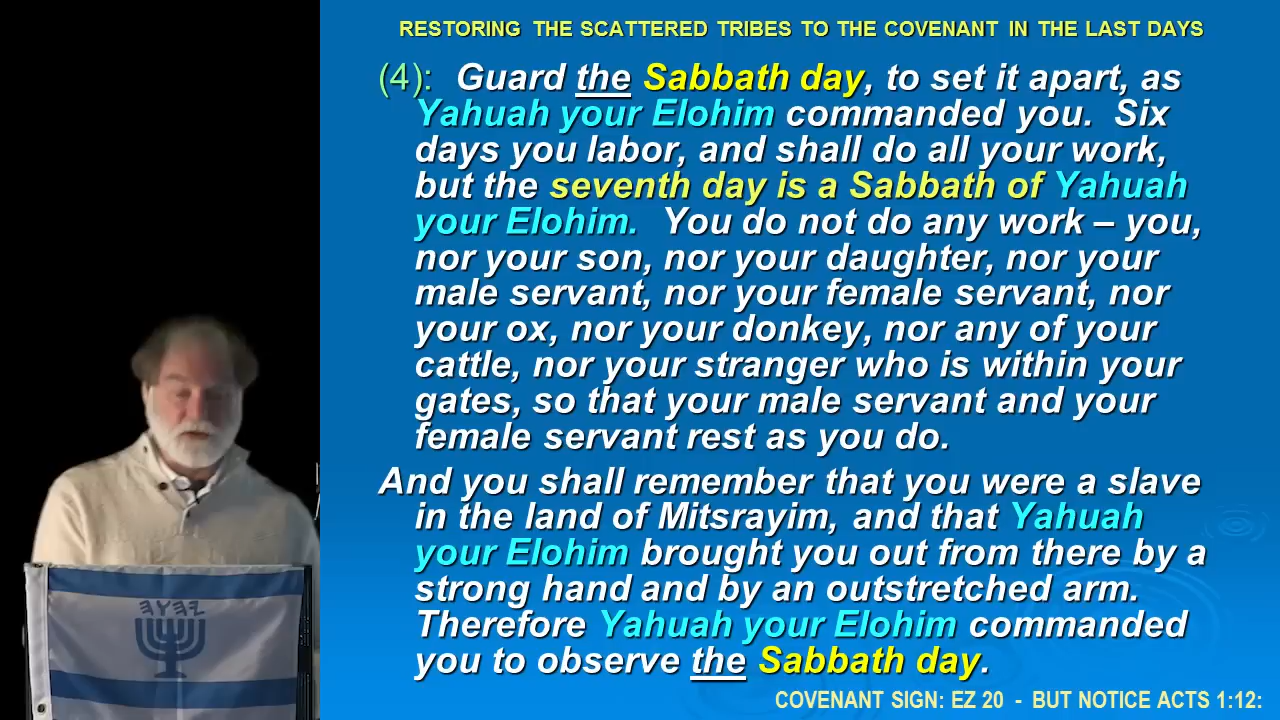 RESTORING THE SCATTERED TRIBES TO THE COVENANT IN THE LAST DAYS
(4): Guard the Sabbath day, to set it apart, as
Yahuah your Elohim commanded you. Six
days you labor, and shall do all your work,
but the seventh day is a Sabbath of Yahuah
your Elohim. You do not do any work – you,
nor your son, nor your daughter, nor your
male servant, nor your female servant, nor
your ox, nor your donkey, nor any of your
cattle, nor your stranger who is within your
gates, so that your male servant and your
female servant rest as you do.
And you shall remember that you were a slave
in the land of Mitsrayim, and that Yahuah
your Elohim brought you out from there by a
strong hand and by an outstretched arm.
Therefore Yahuah your Elohim commanded
you to observe the Sabbath day.
COVENANT SIGN: EZ 20 - BUT NOTICE ACTS 1:12: